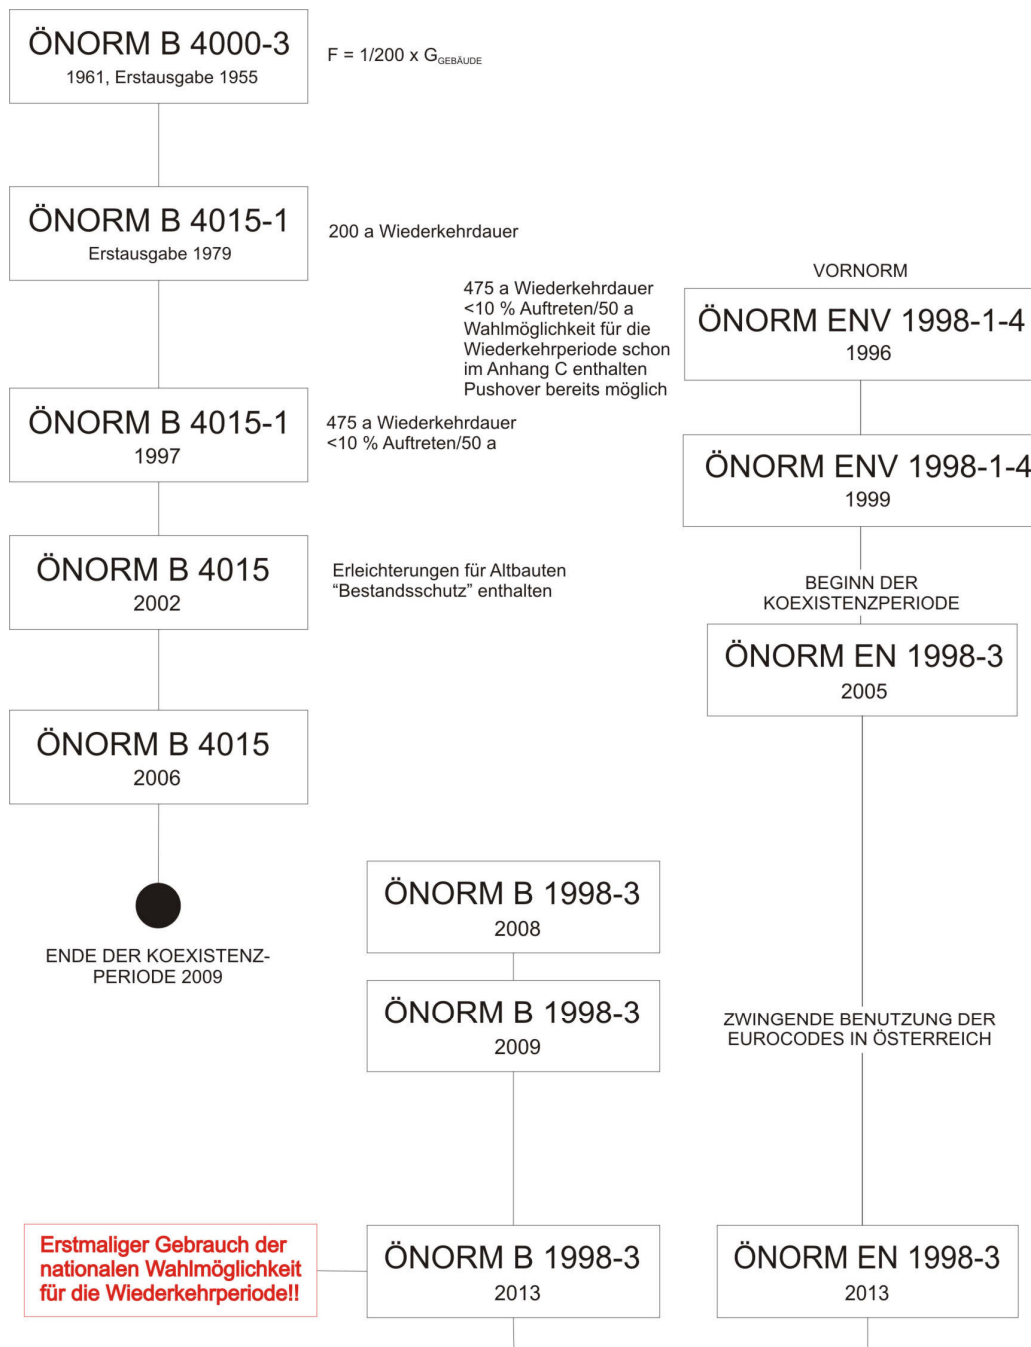 ÖNORM B 4000-3
1961, Erstausgabe 1955
F = 1/200 x GGEBÄUDE
ÖNORM B 4015-1
Erstausgabe 1979
200 a Wiederkehrdauer
VORNORM
475 a Wiederkehrdauer
<10 % Auftreten/50 a
Wahlmöglichkeit für die
Wiederkehrperiode schon
im Anhang C enthalten
Pushover bereits möglich
ÖNORM ENV 1998-1-4
1996
ÖNORM B 4015-1
1997
475 a Wiederkehrdauer
<10 % Auftreten/50 a
ÖNORM ENV 1998-1-4
1999
ÖNORM B 4015
2002
Erleichterungen für Altbauten
“Bestandsschutz” enthalten
BEGINN DER
KOEXISTENZPERIODE
ÖNORM EN 1998-3
2005
ÖNORM B 4015
2006
ENDE DER KOEXISTENZ-
PERIODE 2009
ÖNORM B 1998-3
2008
ÖNORM B 1998-3
2009
ZWINGENDE BENUTZUNG DER
EUROCODES IN ÖSTERREICH
Erstmaliger Gebrauch der
nationalen Wahlmöglichkeit
für die Wiederkehrperiode!!
ÖNORM B 1998-3
2013
ÖNORM EN 1998-3
2013